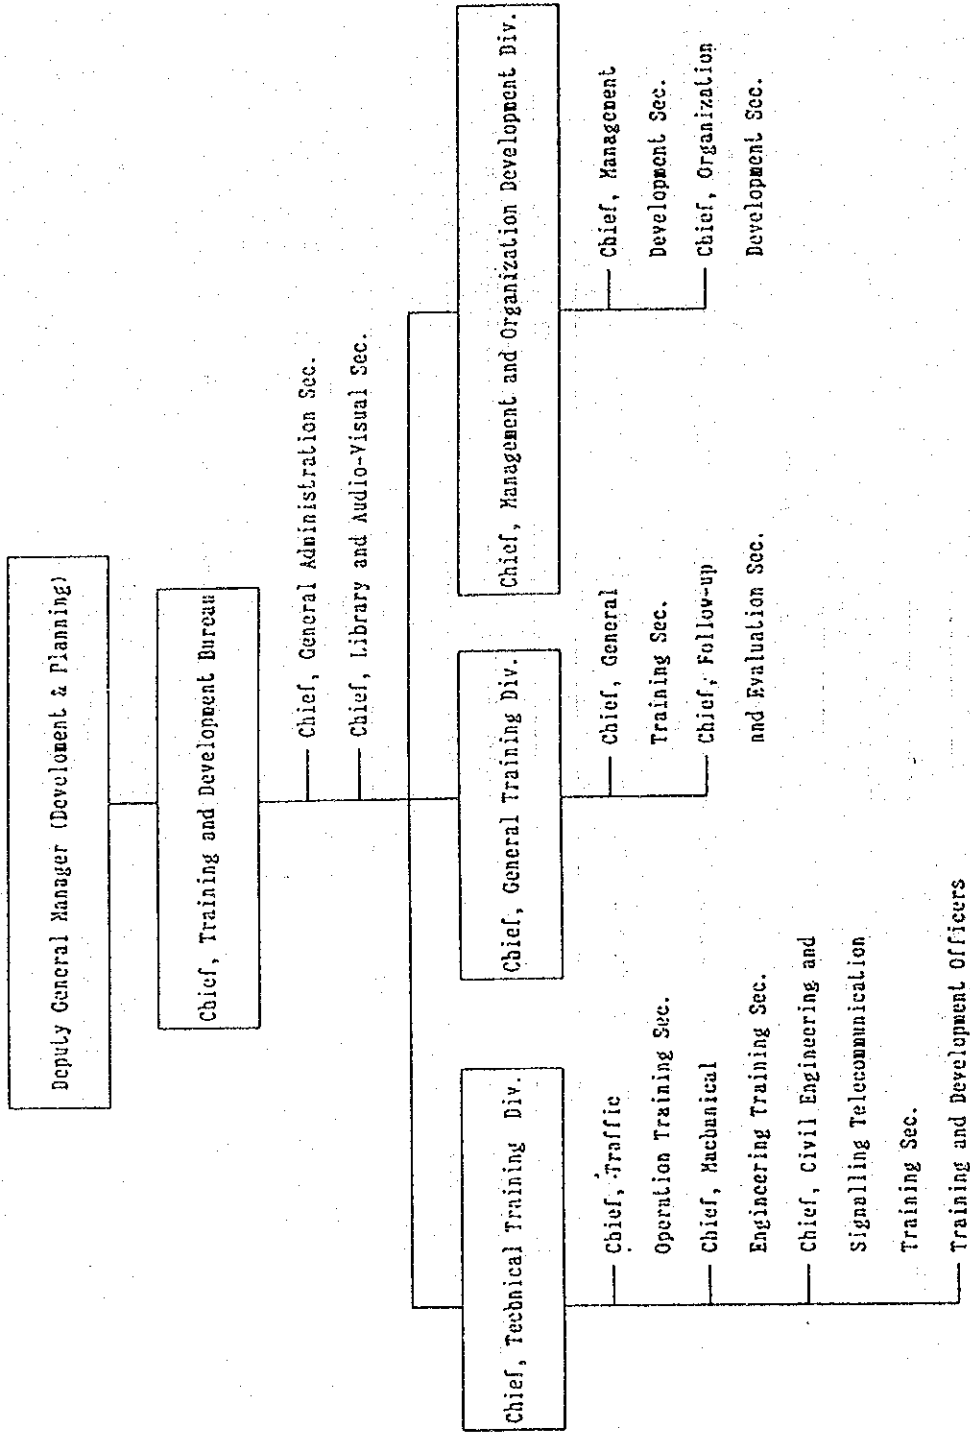 Deputy General Manager (Develoment & Planning)
Chief, Training and Development Bureau
Chief, General Administration Sec.
Chief, Library and Audio-Visual Sec.
Chief, Technical Training Div.
Chief, Traffic
Operation Training Sec.
Chief, Mechanical
Engineering Training Sec.
Chief, Civil Engineering and
Signalling Telecommunication
Training Sec.
Training and Development Officers
Chief, General Training Div.
Chief, General
Training Sec.
Chief, Follow-up
and Evaluation Sec.
Chief, Management and Organization Development Div.
Chief, Management
Development Sec.
Chief, Organization
Development Sec.